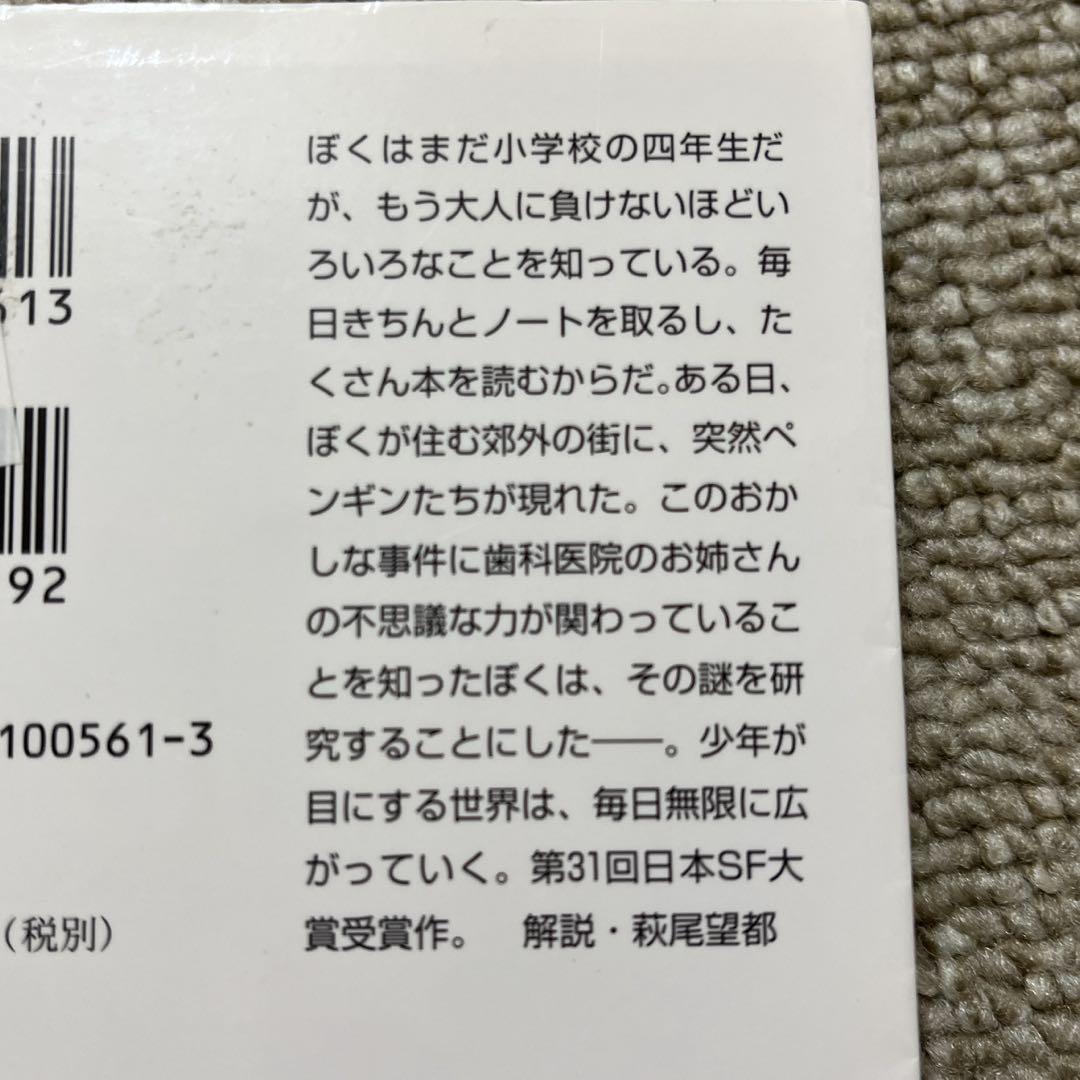 ぼくはまだ小学校の四年生だ
が、もう大人に負けないほどい
ろいろなことを知っている。毎
日きちんとノートを取るし、た
くさん本を読むからだ。ある日、
ぼくが住む郊外の街に、突然ペ
ンギンたちが現れた。このおか
しな事件に歯科医院のお姉さん
の不思議な力が関わっているこ
とを知ったぼくは、その謎を研
究することにした――。少年が
目にする世界は、毎日無限に広
がっていく。第31回日本SF大
賞受賞作。 解説・萩尾望都
613
92
100561-3
(税別)